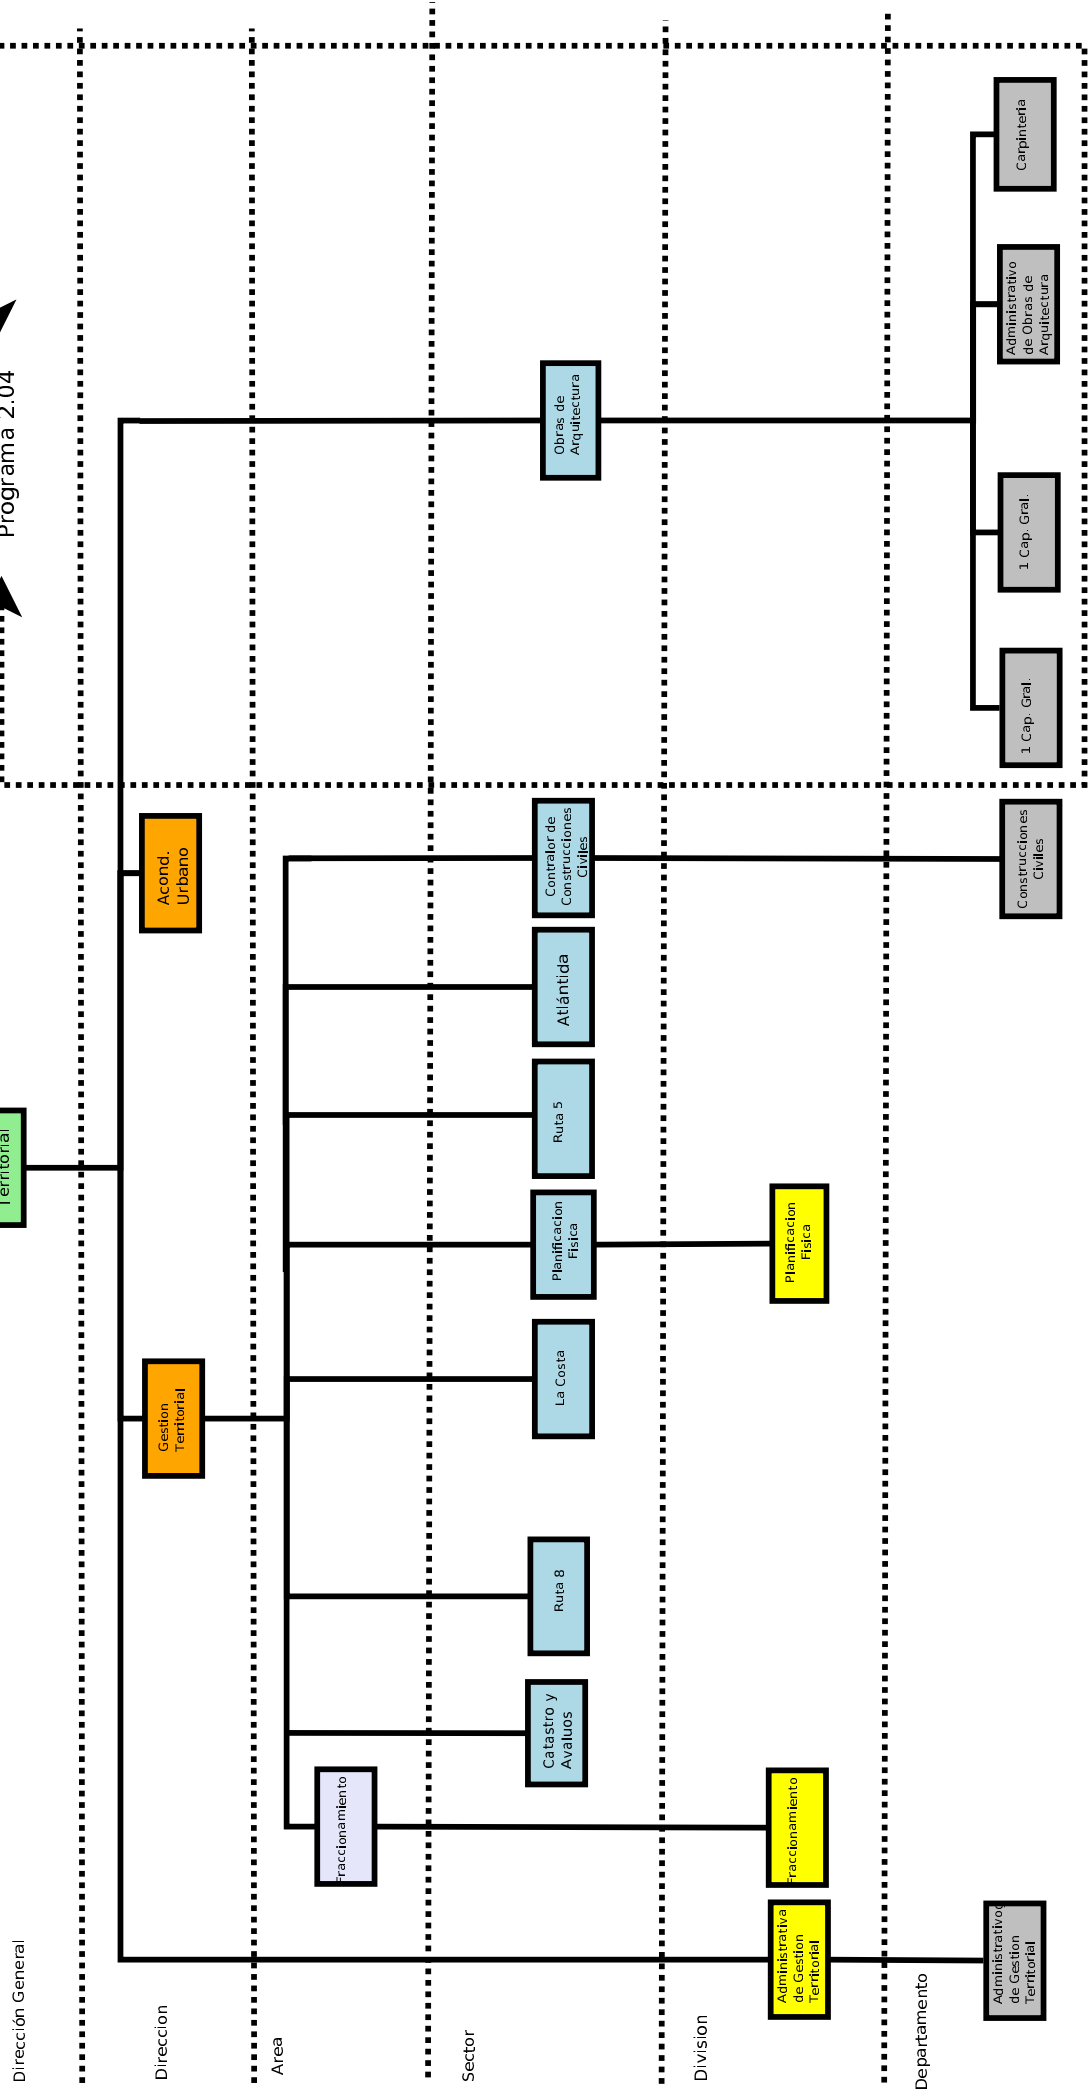 Programa 2.04
Territorial
Dirección General
Acond.
Urbano
Gestion
Territorial
Direccion
Fraccionamiento
Area
Obras de
Arquitectura
Contralor de
Construcciones
Civiles
Atlántida
Ruta 5
Planificacion
Fisica
La Costa
Ruta 8
Catastro y
Avaluos
Sector
Planificacion
Fisica
Fraccionamiento
Administrativa
de Gestion
Territorial
Division
Carpinteria
Administrativo
de Obras de
Arquitectura
1 Cap. Gral.
1 Cap. Gral.
Construcciones
Civiles
Administrativoo
de Gestion
Territorial
Departamento